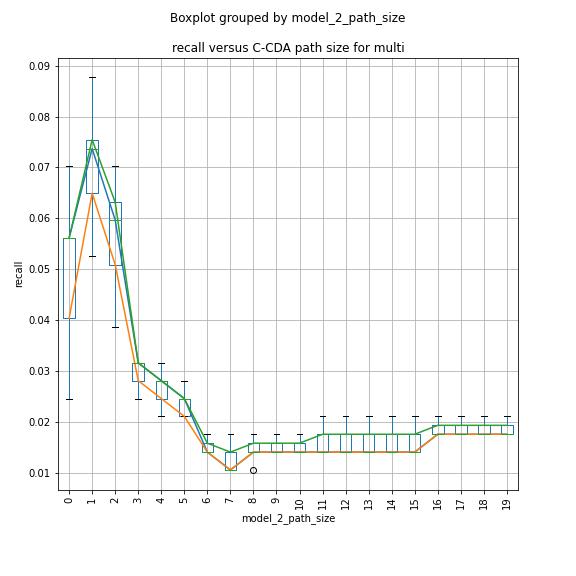 Boxplot grouped by model_2_path_size
recall versus C-CDA path size for multi
0.09
0.08
0.07
0.06
0.05
0.04
0.03
0.02
0.01
recall
0 1 2 3 4 5 6 7 8 9 10 11 12 13 14 15 16 17 18 19
model_2_path_size